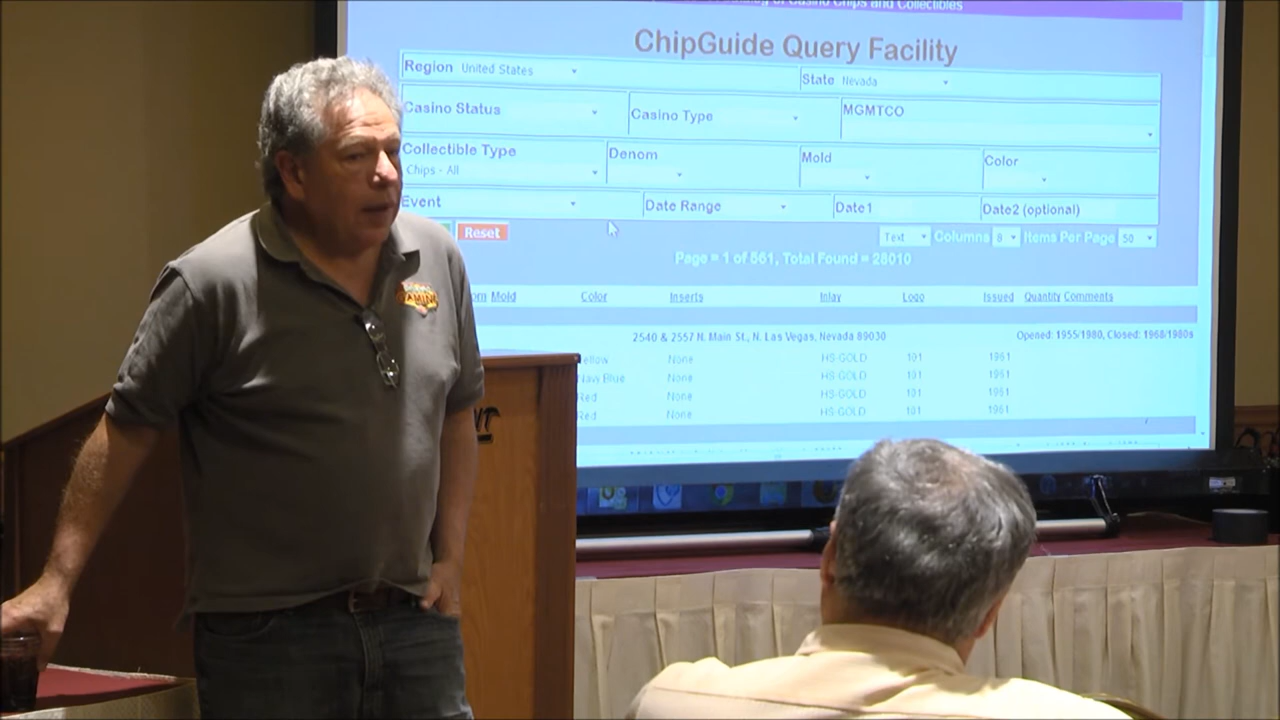 Catalog of Casino Chips and Collectibles
ChipGuide Query Facility
Region United States State Nevada
Casino Status Casino Type MGMTCO
Collectible Type Denom Mold Color
Chips - All
Event Date Range Date1 Date2 (optional)
Reset Text Columns 8 Items Per Page 50
Page = 1 of 561, Total Found = 28010
Mold Color Inserts Inlay Logo Issued Quantity Comments
2540 & 2557 N. Main St., N. Las Vegas, Nevada 89030 Opened: 1955/1980, Closed: 1968/1980s
ellow None HS-GOLD 101 1961
Navy Blue None HS-GOLD 101 1961
Red None HS-GOLD 101 1961
Red None HS-GOLD 101 1961